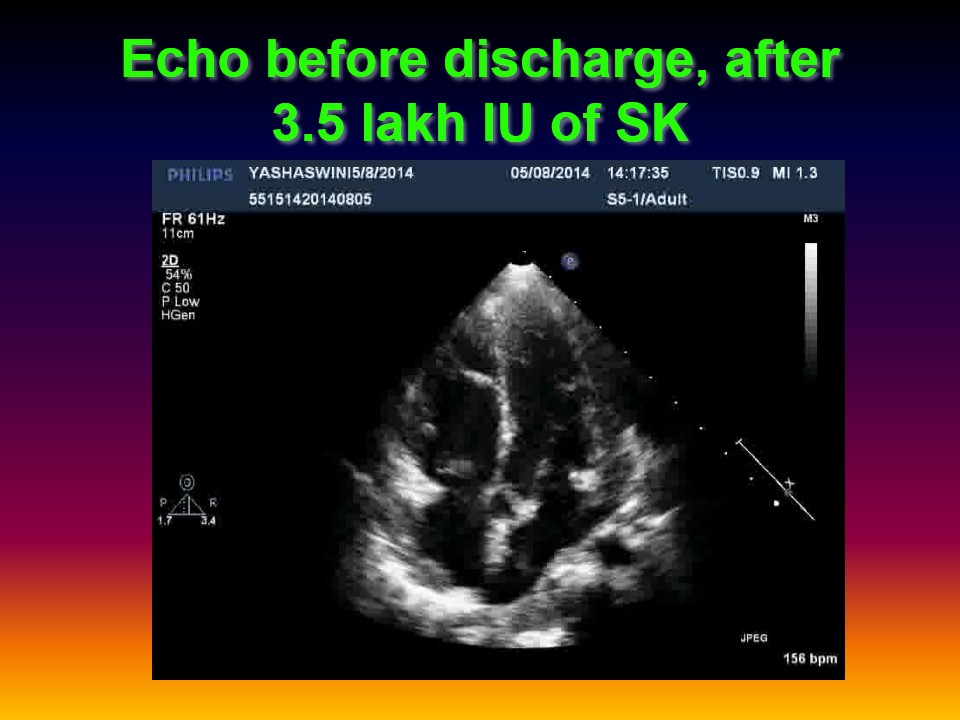 Echo before discharge, after
3.5 lakh IU of SK
PHILIPS YASHASWINI5/8/2014 05/08/2014 14:17:35 TIS0.9 MI 1.3
55151420140805 S5-1/Adult
FR 61Hz
11cm
M3
2D
54%
C 50
P Low
HGen
P
G
P R
1.7 3.4
JPEG
156 bpm